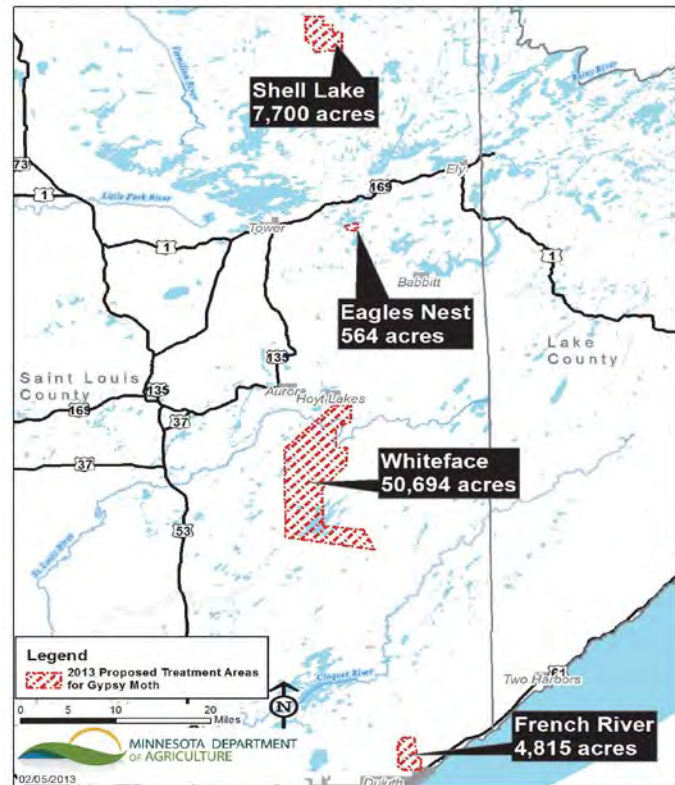 Vermilion River
Rainy River
Shell Lake
7,700 acres
73
1
Little Fork River
169
Ely
Tower
1
1
Babbitt
Eagles Nest
564 acres
Lake
County
135
Saint Louis
County
135
Aurora
Hoyt Lakes
169
37
37
Whiteface
50,694 acres
53
St. Louis River
Legend
2013 Proposed Treatment Areas
for Gypsy Moth
Cloquet River
61
Two Harbors
0 5 10 20
Miles
N
French River
4,815 acres
MINNESOTA DEPARTMENT
OF AGRICULTURE
Duluth
02/05/2013